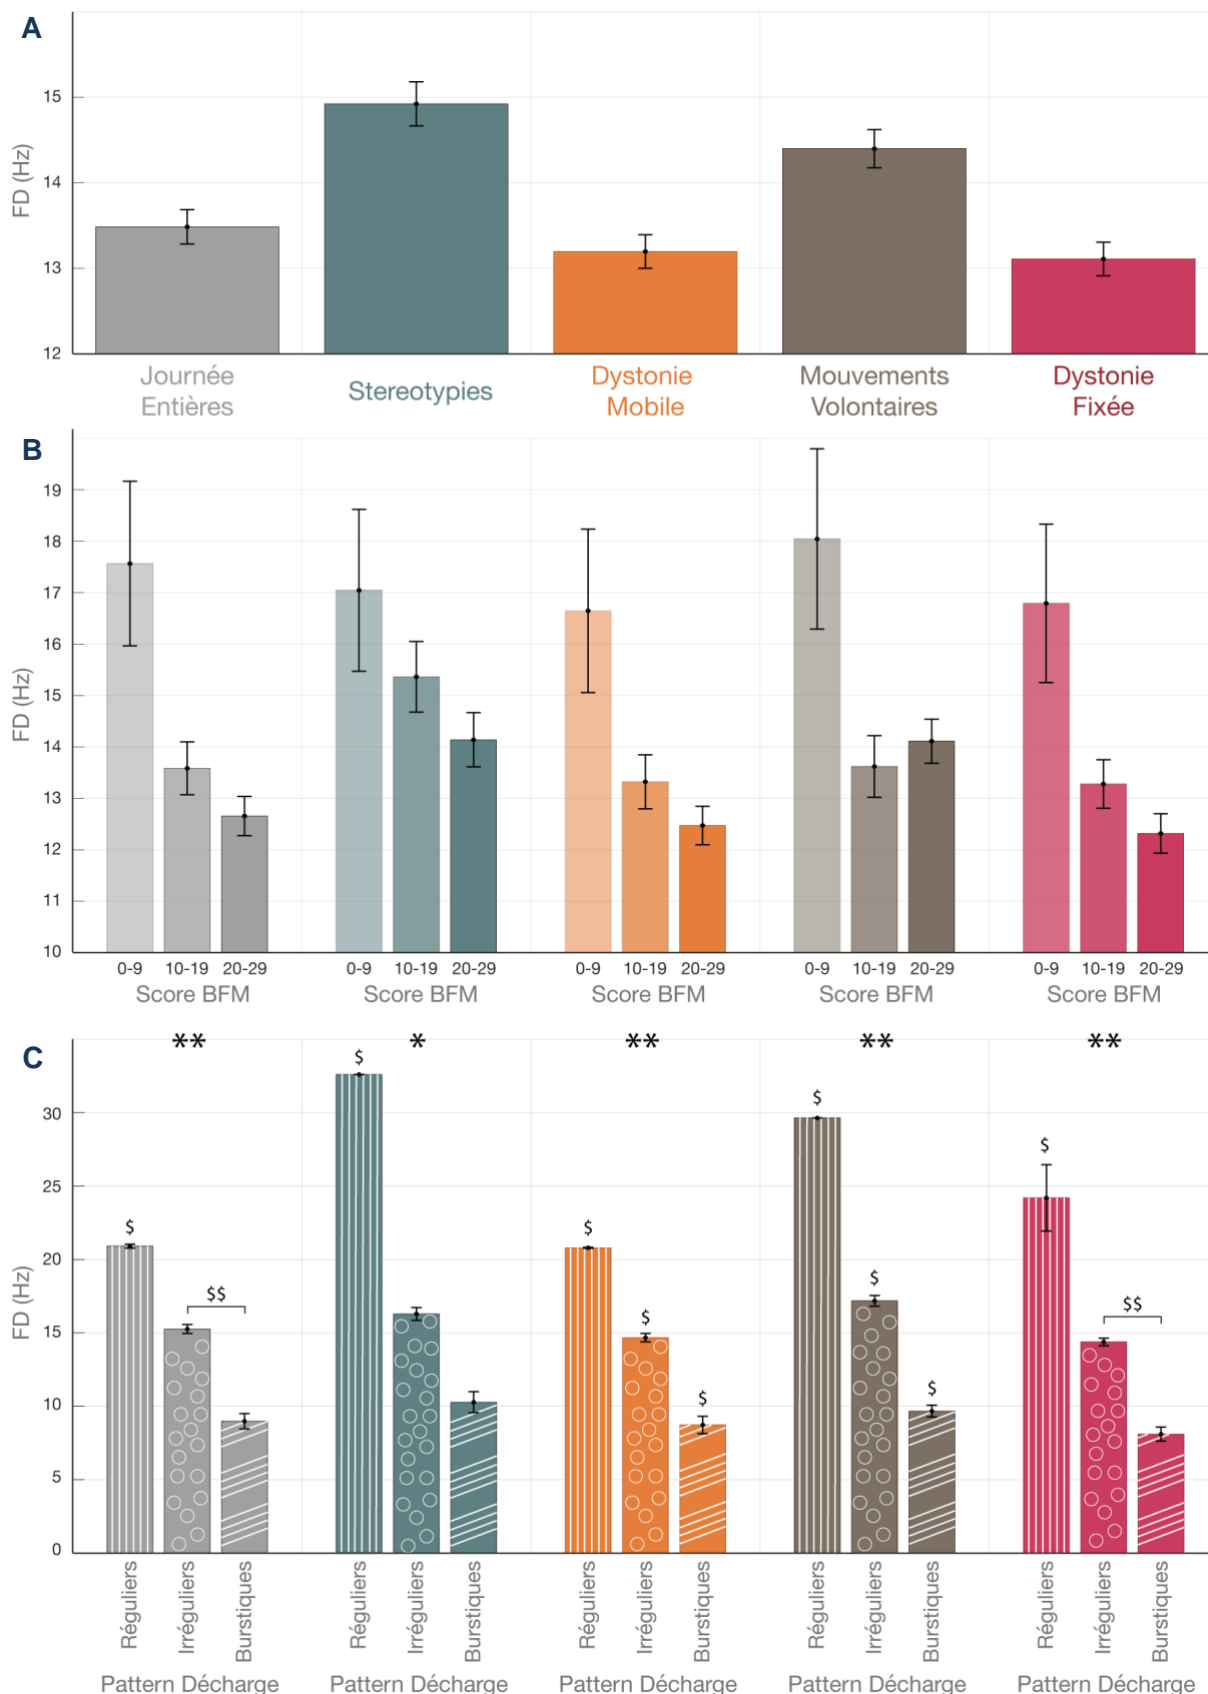 A
FD (Hz)
15
14
13
12
Journée
Entières
Stereotypies
Dystonie
Mobile
Mouvements
Volontaires
Dystonie
Fixée
B
FD (Hz)
19
18
17
16
15
14
13
12
11
10
0-9 10-19 20-29 0-9 10-19 20-29 0-9 10-19 20-29 0-9 10-19 20-29 0-9 10-19 20-29
Score BFM Score BFM Score BFM Score BFM Score BFM
C
** * ** ** **
FD (Hz)
30
25
20
15
10
5
0
$ $$
$
$ $ $
$ $ $
$ $$
Réguliers Irréguliers Burstiques Réguliers Irréguliers Burstiques Réguliers Irréguliers Burstiques Réguliers Irréguliers Burstiques Réguliers Irréguliers Burstiques
Pattern Décharge Pattern Décharge Pattern Décharge Pattern Décharge Pattern Décharge